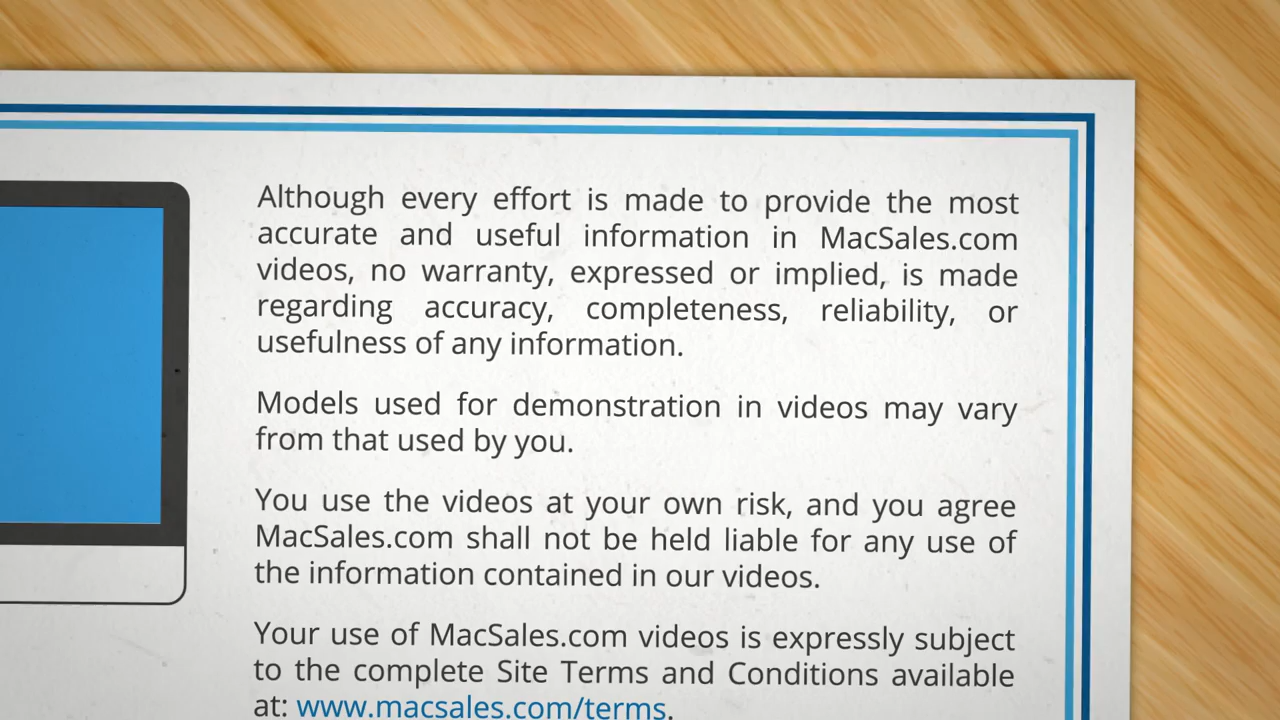 Although every effort is made to provide the most
accurate and useful information in MacSales.com
videos, no warranty, expressed or implied, is made
regarding accuracy, completeness, reliability, or
usefulness of any information.
Models used for demonstration in videos may vary
from that used by you.
You use the videos at your own risk, and you agree
MacSales.com shall not be held liable for any use of
the information contained in our videos.
Your use of MacSales.com videos is expressly subject
to the complete Site Terms and Conditions available
at: www.macsales.com/terms.